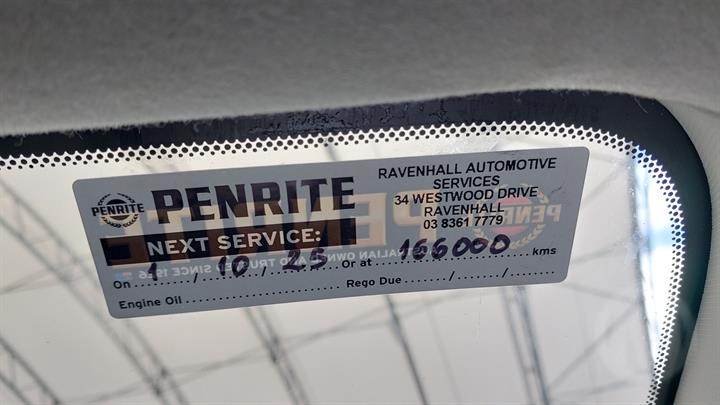 PENRITE
PENRITE
NEXT SERVICE:
RAVENHALL AUTOMOTIVE
SERVICES
34 WESTWOOD DRIVE
RAVENHALL
03 8361 7779
On 1 / 10 / 25 Or at 166000 kms
Engine Oil Rego Due / /